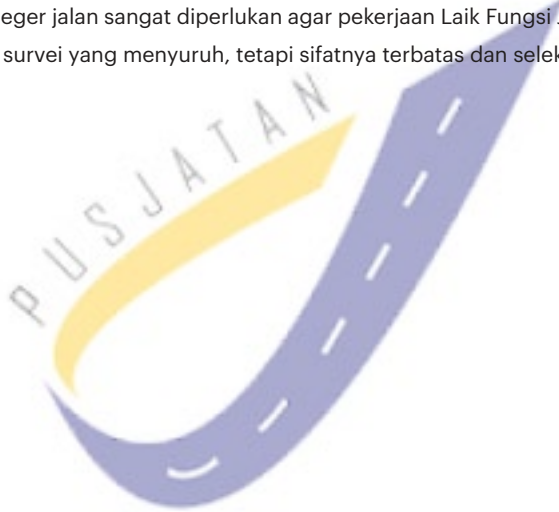 eger jalan sangat diperlukan agar pekerjaan Laik Fungsi
survei yang menyuruh, tetapi sifatnya terbatas dan selek
PUSJATAN